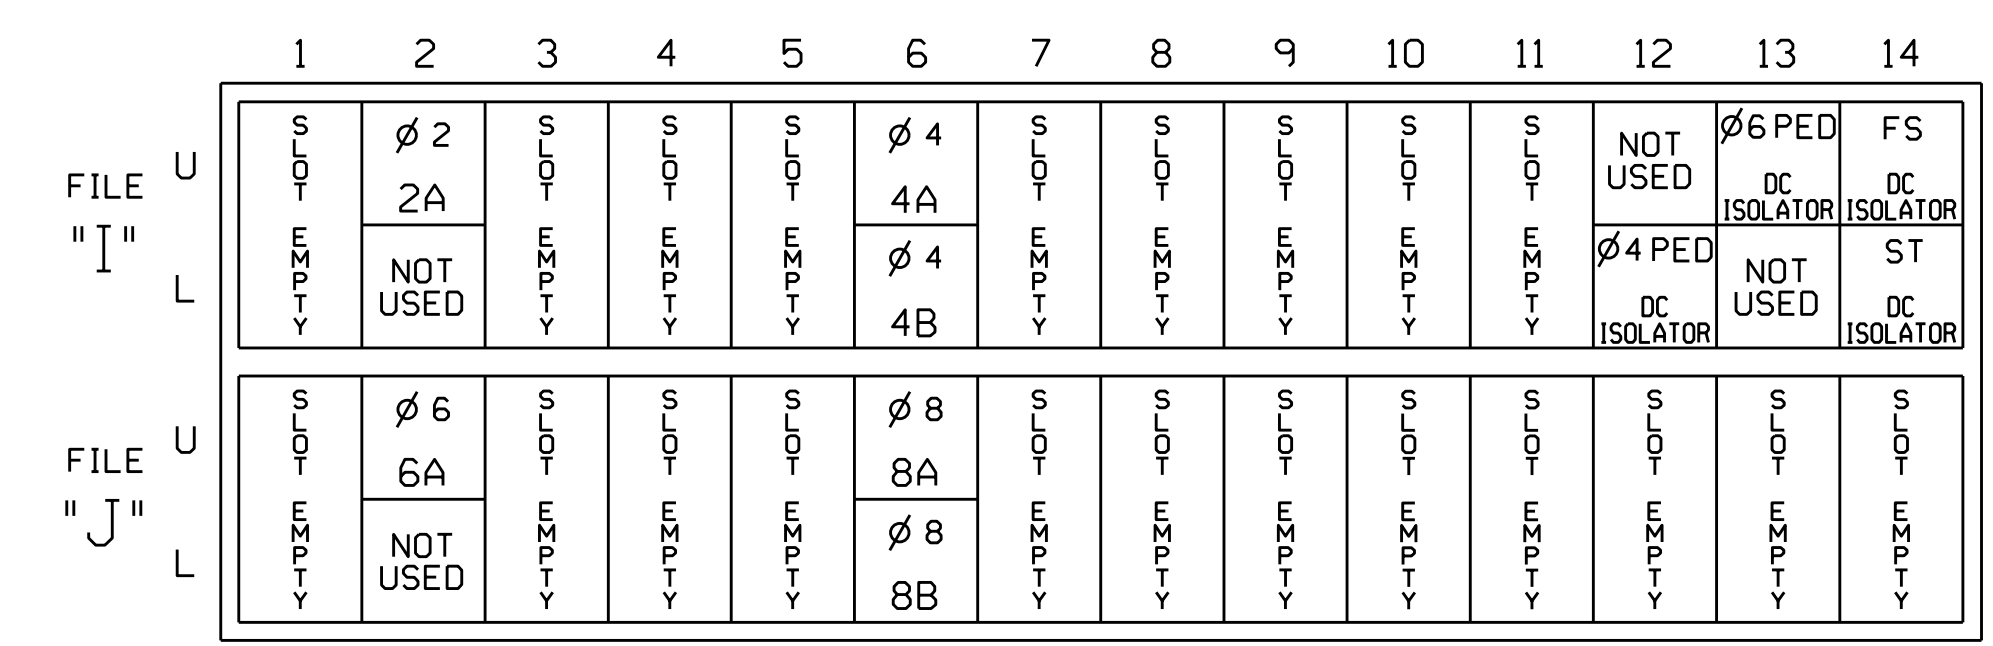 1 2 3 4 5 6 7 8 9 10 11 12 13 14
FILE "I"
U
L
SLOT EMPTY
Ø 2
2A
NOT
USED
SLOT EMPTY
SLOT EMPTY
SLOT EMPTY
Ø 4
4A
Ø 4
4B
SLOT EMPTY
SLOT EMPTY
SLOT EMPTY
SLOT EMPTY
SLOT EMPTY
NOT
USED
Ø4 PED
DC
ISOLATOR
Ø6 PED
DC
ISOLATOR
NOT
USED
FS
DC
ISOLATOR
ST
DC
ISOLATOR
FILE "J"
U
L
SLOT EMPTY
Ø 6
6A
NOT
USED
SLOT EMPTY
SLOT EMPTY
SLOT EMPTY
Ø 8
8A
Ø 8
8B
SLOT EMPTY
SLOT EMPTY
SLOT EMPTY
SLOT EMPTY
SLOT EMPTY
SLOT EMPTY
SLOT EMPTY
SLOT EMPTY